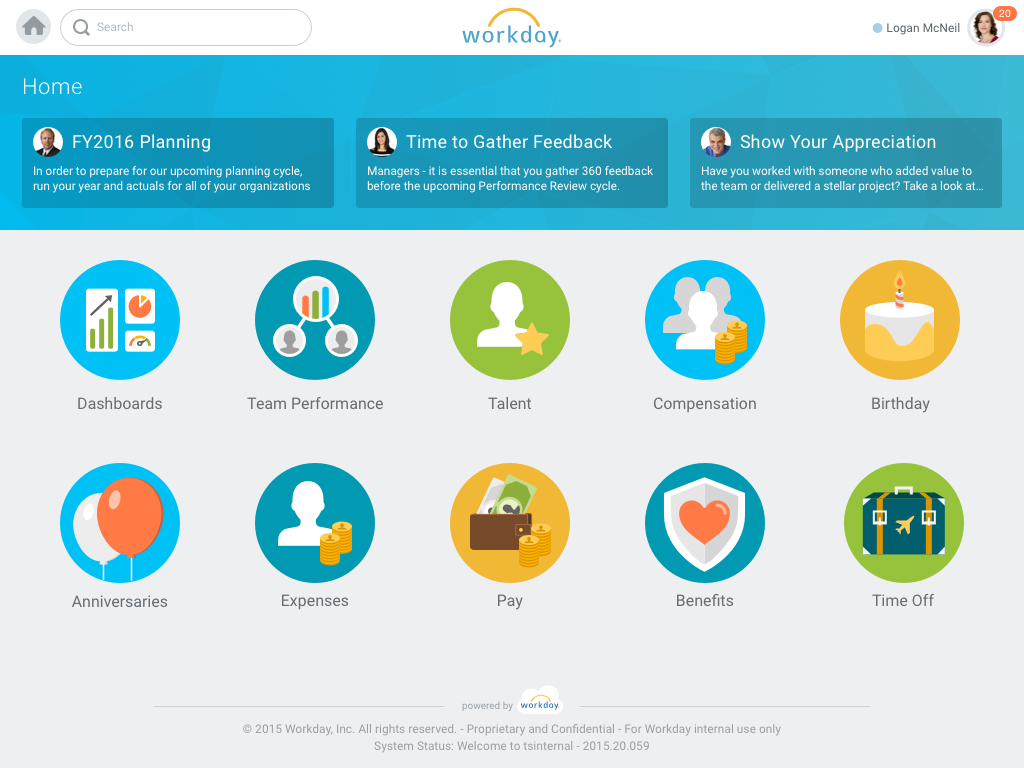 Search
workday.
Logan McNeil
20
Home
FY2016 Planning
In order to prepare for our upcoming planning cycle,
run your year and actuals for all of your organizations
Time to Gather Feedback
Managers - it is essential that you gather 360 feedback
before the upcoming Performance Review cycle.
Show Your Appreciation
Have you worked with someone who added value to
the team or delivered a stellar project? Take a look at...
Dashboards
Team Performance
Talent
Compensation
Birthday
Anniversaries
Expenses
Pay
Benefits
Time Off
powered by workday
© 2015 Workday, Inc. All rights reserved. - Proprietary and Confidential - For Workday internal use only
System Status: Welcome to tsinternal - 2015.20.059